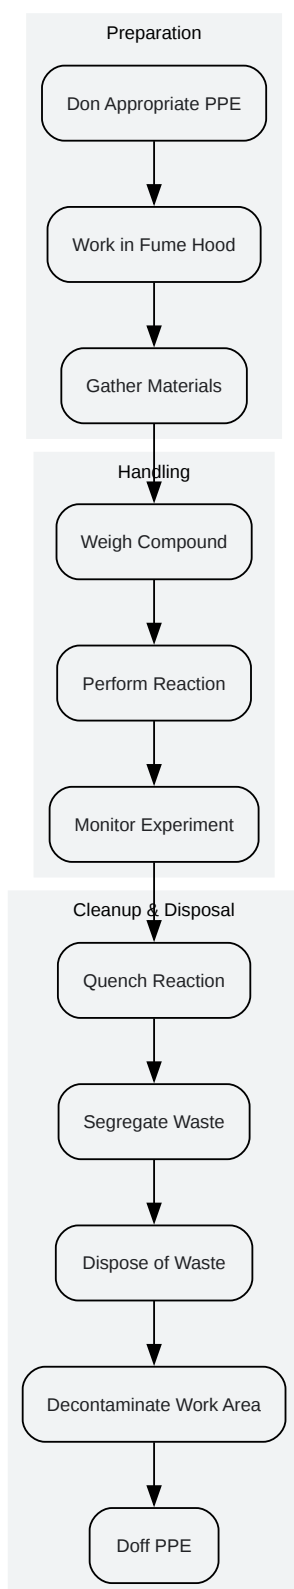 Preparation
Don Appropriate PPE
Work in Fume Hood
Gather Materials
Handling
Weigh Compound
Perform Reaction
Monitor Experiment
Cleanup & Disposal
Quench Reaction
Segregate Waste
Dispose of Waste
Decontaminate Work Area
Doff PPE